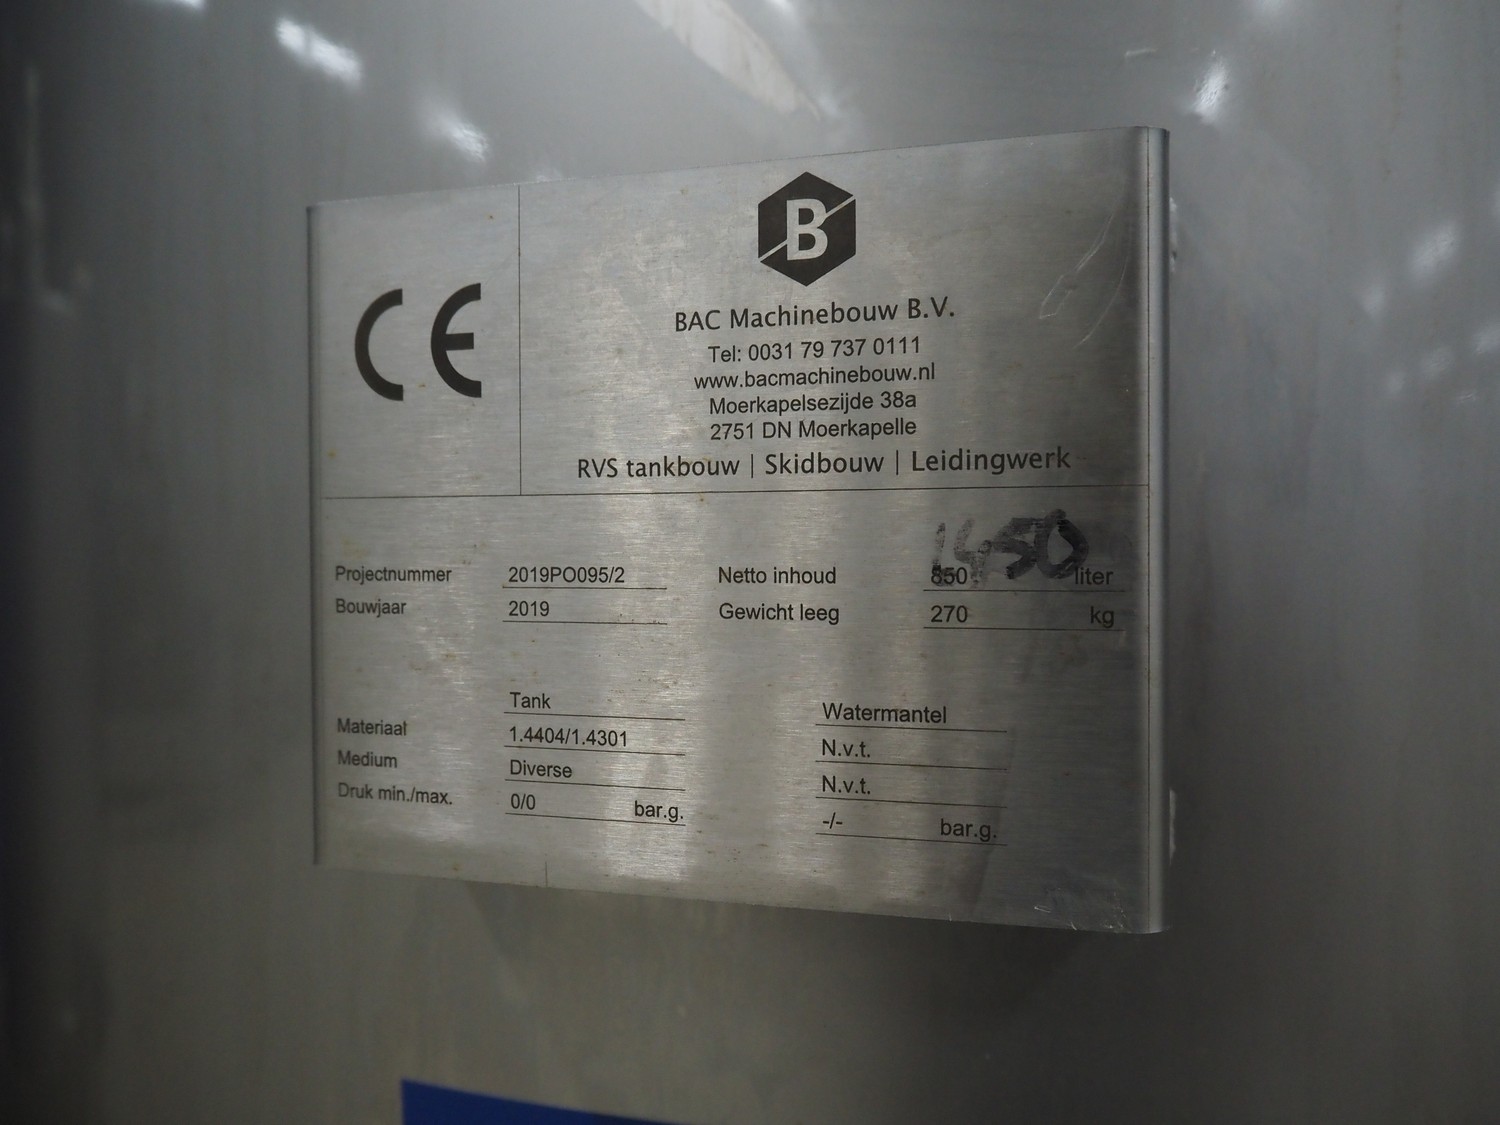 CE
B
BAC Machinebouw B.V.
Tel: 0031 79 737 0111
www.bacmachinebouw.nl
Moerkapelsezijde 38a
2751 DN Moerkapelle
RVS tankbouw | Skidbouw | Leidingwerk
1450
Projectnummer 2019PO095/2 Netto inhoud 850 liter
Bouwjaar 2019 Gewicht leeg 270 kg
Tank Watermantel
Materiaal 1.4404/1.4301 N.v.t.
Medium Diverse N.v.t.
Druk min./max. 0/0 bar.g. -/- bar.g.